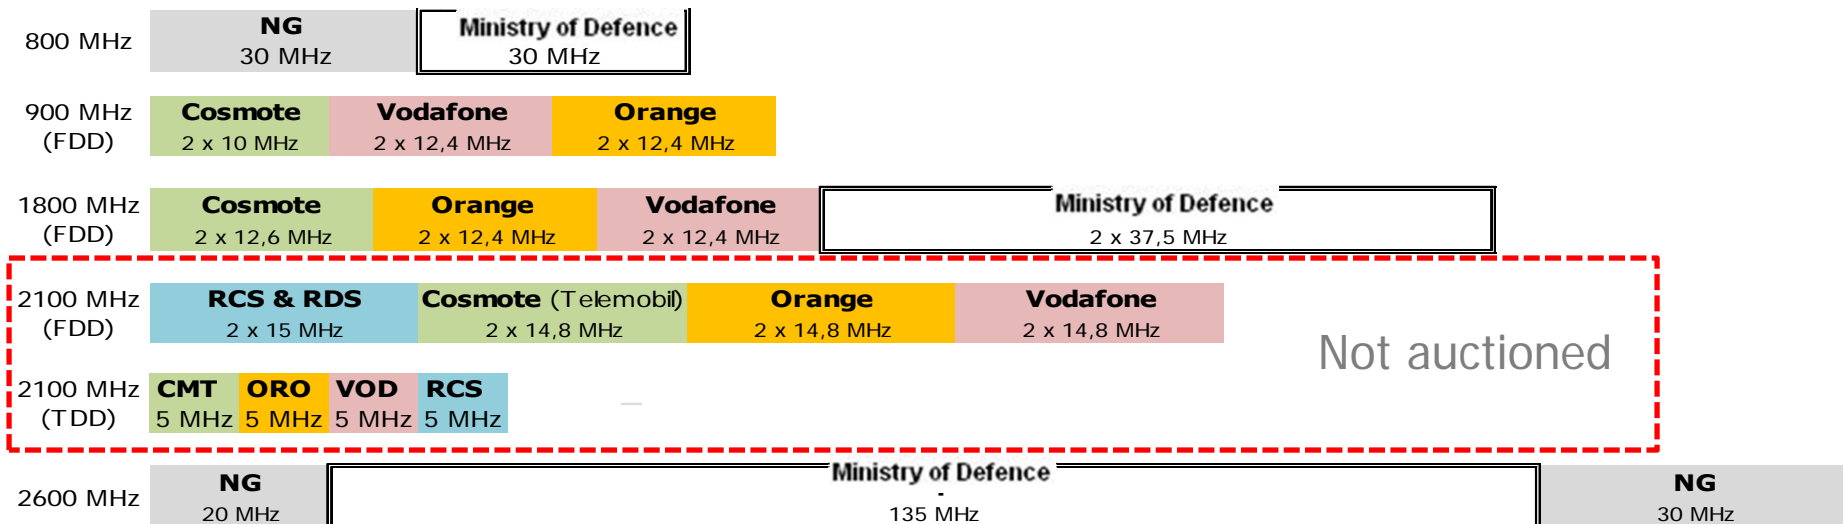 800 MHz
NG
30 MHz
Ministry of Defence
30 MHz
900 MHz
(FDD)
Cosmote
2 x 10 MHz
Vodafone
2 x 12,4 MHz
Orange
2 x 12,4 MHz
1800 MHz
(FDD)
Cosmote
2 x 12,6 MHz
Orange
2 x 12,4 MHz
Vodafone
2 x 12,4 MHz
Ministry of Defence
2 x 37,5 MHz
2100 MHz
(FDD)
RCS & RDS
2 x 15 MHz
Cosmote (Telemobil)
2 x 14,8 MHz
Orange
2 x 14,8 MHz
Vodafone
2 x 14,8 MHz
Not auctioned
2100 MHz
(TDD)
CMT
5 MHz
ORO
5 MHz
VOD
5 MHz
RCS
5 MHz
2600 MHz
NG
20 MHz
Ministry of Defence
-
135 MHz
NG
30 MHz